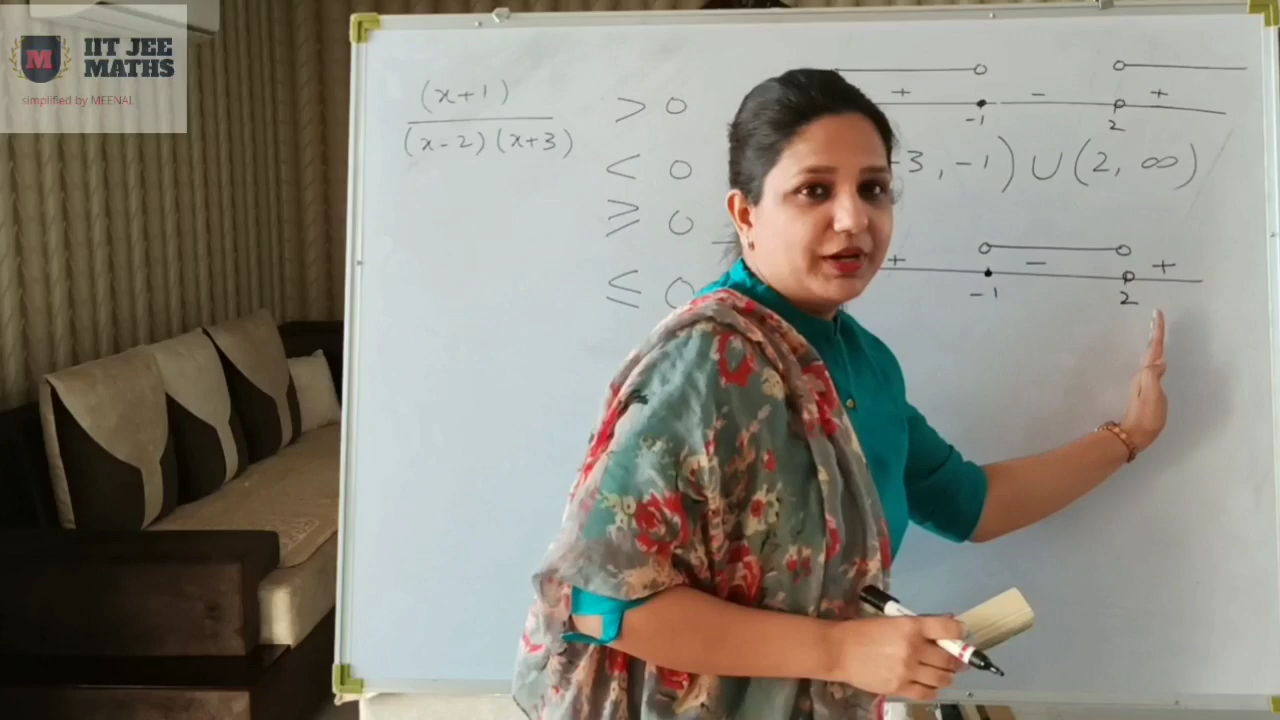 M
IIT JEE
MATHS
simplified by MEENAL
(x+1)
(x-2)(x+3)
> 0
< 0
≥ 0
≤ 0
+ - +
-1 2
-3, -1) ∪ (2, ∞)
+ - +
-1 2